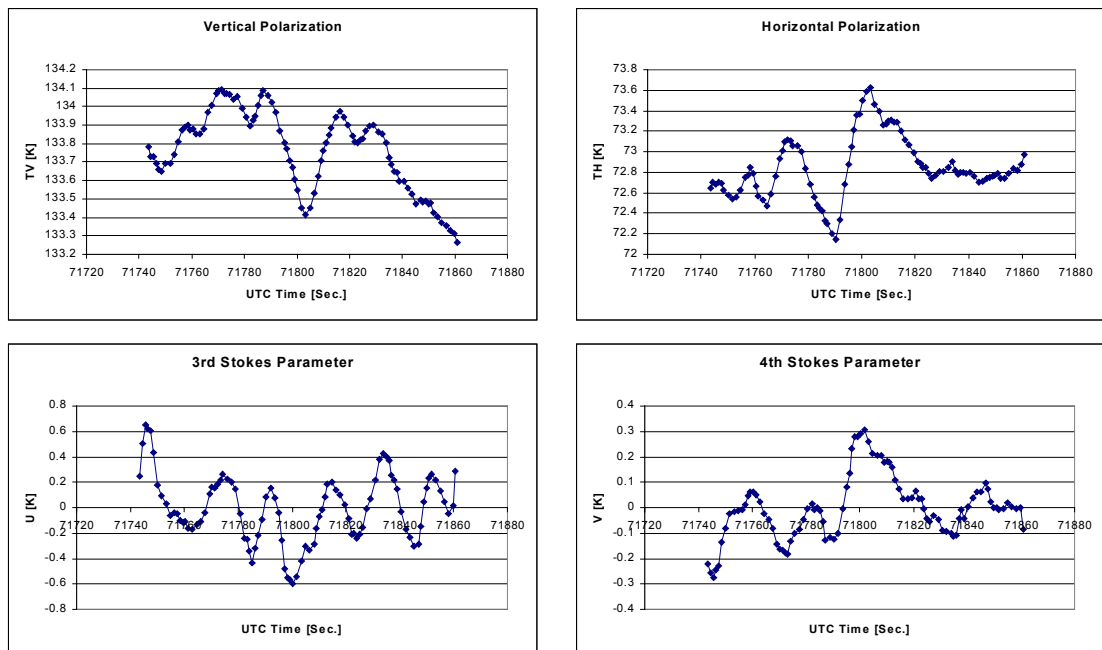 Vertical Polarization
TV [K]
134.2
134.1
134
133.9
133.8
133.7
133.6
133.5
133.4
133.3
133.2
71720 71740 71760 71780 71800 71820 71840 71860 71880
UTC Time [Sec.]
Horizontal Polarization
TH [K]
73.8
73.6
73.4
73.2
73
72.8
72.6
72.4
72.2
72
71720 71740 71760 71780 71800 71820 71840 71860 71880
UTC Time [Sec.]
3rd Stokes Parameter
U [K]
0.8
0.6
0.4
0.2
0
-0.2
-0.4
-0.6
-0.8
71720 71740 71760 71780 71800 71820 71840 71860 71880
UTC Time [Sec.]
4th Stokes Parameter
V [K]
0.4
0.3
0.2
0.1
0
-0.1
-0.2
-0.3
-0.4
71720 71740 71760 71780 71800 71820 71840 71860 71880
UTC Time [Sec.]